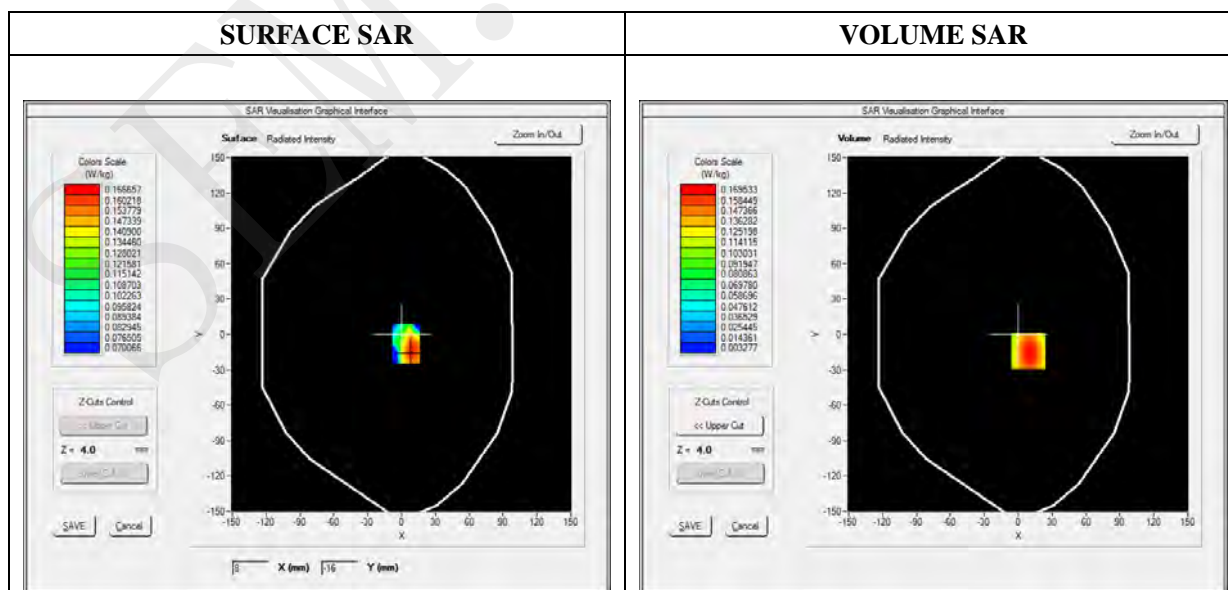 SURFACE SAR
VOLUME SAR
SAR Visualisation Graphical Interface
Surface Radiated Intensity
Zoom In/Out
Colors Scale
(W/kg)
0.166657
0.160218
0.153779
0.147339
0.140900
0.134460
0.128021
0.121581
0.115142
0.108703
0.102263
0.095824
0.089384
0.082945
0.076505
0.070066
Z-Cuts Control
<< Upper Cut
Z = 4.0 mm
SAVE
Cancel
150
120
90
60
30
0
-30
-60
-90
-120
-150
Y
-150 -120 -90 -60 -30 0 30 60 90 120 150
X
8 X (mm) -16 Y (mm)
SAR Visualisation Graphical Interface
Volume Radiated Intensity
Zoom In/Out
Colors Scale
(W/kg)
0.169533
0.158449
0.147366
0.136282
0.125198
0.114115
0.103031
0.091947
0.080863
0.069780
0.058696
0.047612
0.036529
0.025445
0.014361
0.003277
Z-Cuts Control
<< Upper Cut
Z = 4.0 mm
SAVE
Cancel
150
120
90
60
30
0
-30
-60
-90
-120
-150
Y
-150 -120 -90 -60 -30 0 30 60 90 120 150
X